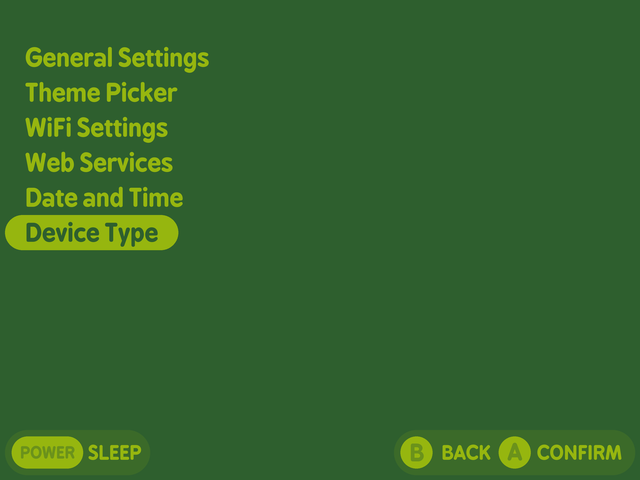 General Settings
Theme Picker
WiFi Settings
Web Services
Date and Time
Device Type
POWER SLEEP
B BACK A CONFIRM